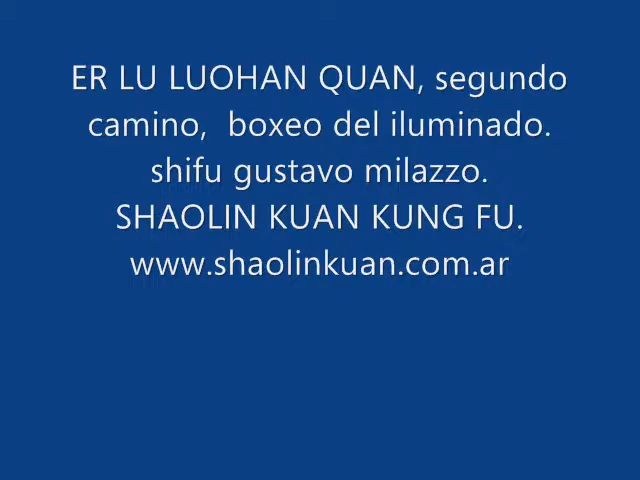 ER LU LUOHAN QUAN, segundo
camino,  boxeo del iluminado.
shifu gustavo milazzo.
SHAOLIN KUAN KUNG FU.
www.shaolinkuan.com.ar